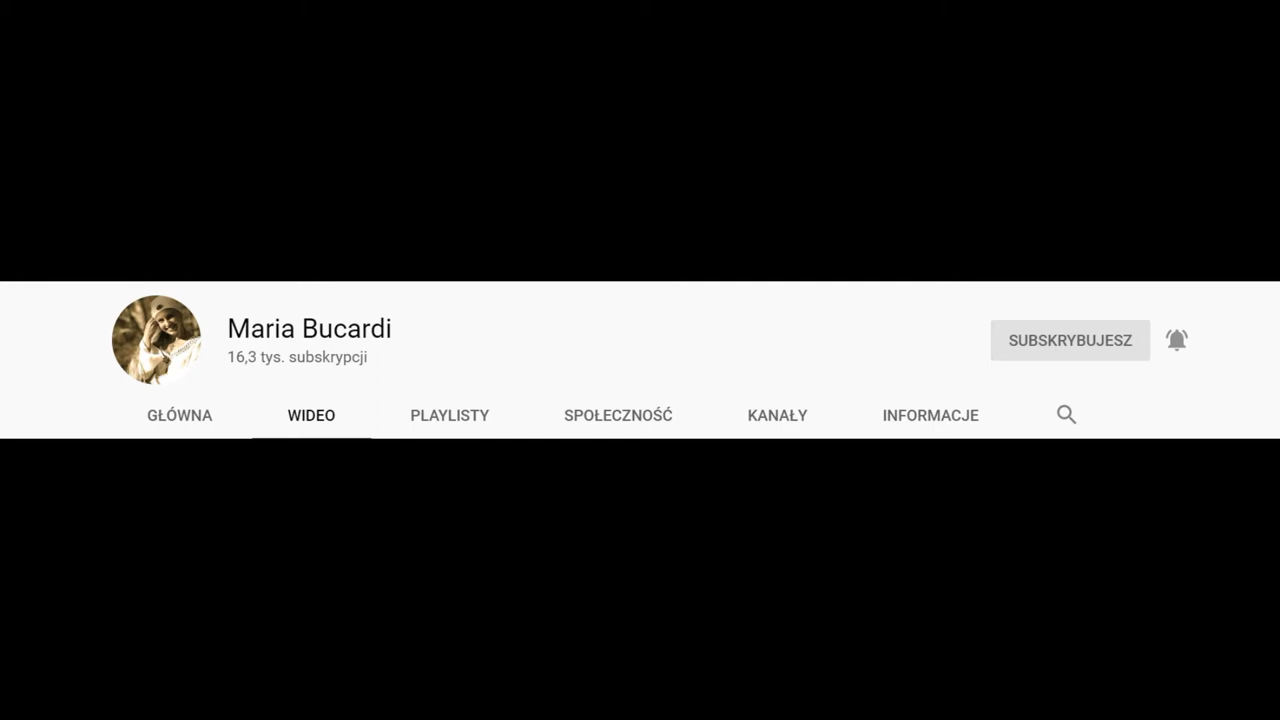 Maria Bucardi
16,3 tys. subskrypcji
SUBSKRYBUJESZ
GŁÓWNA WIDEO PLAYLISTY SPOŁECZNOŚĆ KANAŁY INFORMACJE